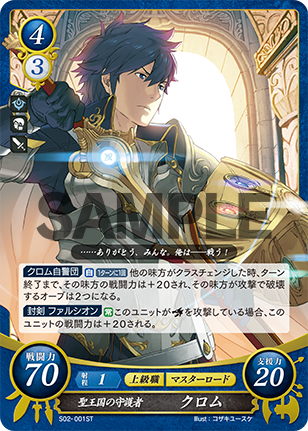 4
3
SAMPLE
……ありがとう、みんな。俺は――戦う！
クロム自警団 自 1ターンに1回 他の味方がクラスチェンジした時、ターン
終了まで、その味方の戦闘力は＋20され、その味方が攻撃で破壊
するオーブは2つになる。
封剣 ファルシオン 常 このユニットが を攻撃している場合、この
ユニットの戦闘力は＋20される。
戦闘力
70
射程 1 上級職 マスターロード
支援力
20
聖王国の守護者 クロム
S02-001ST
Illust：コザキユースケ